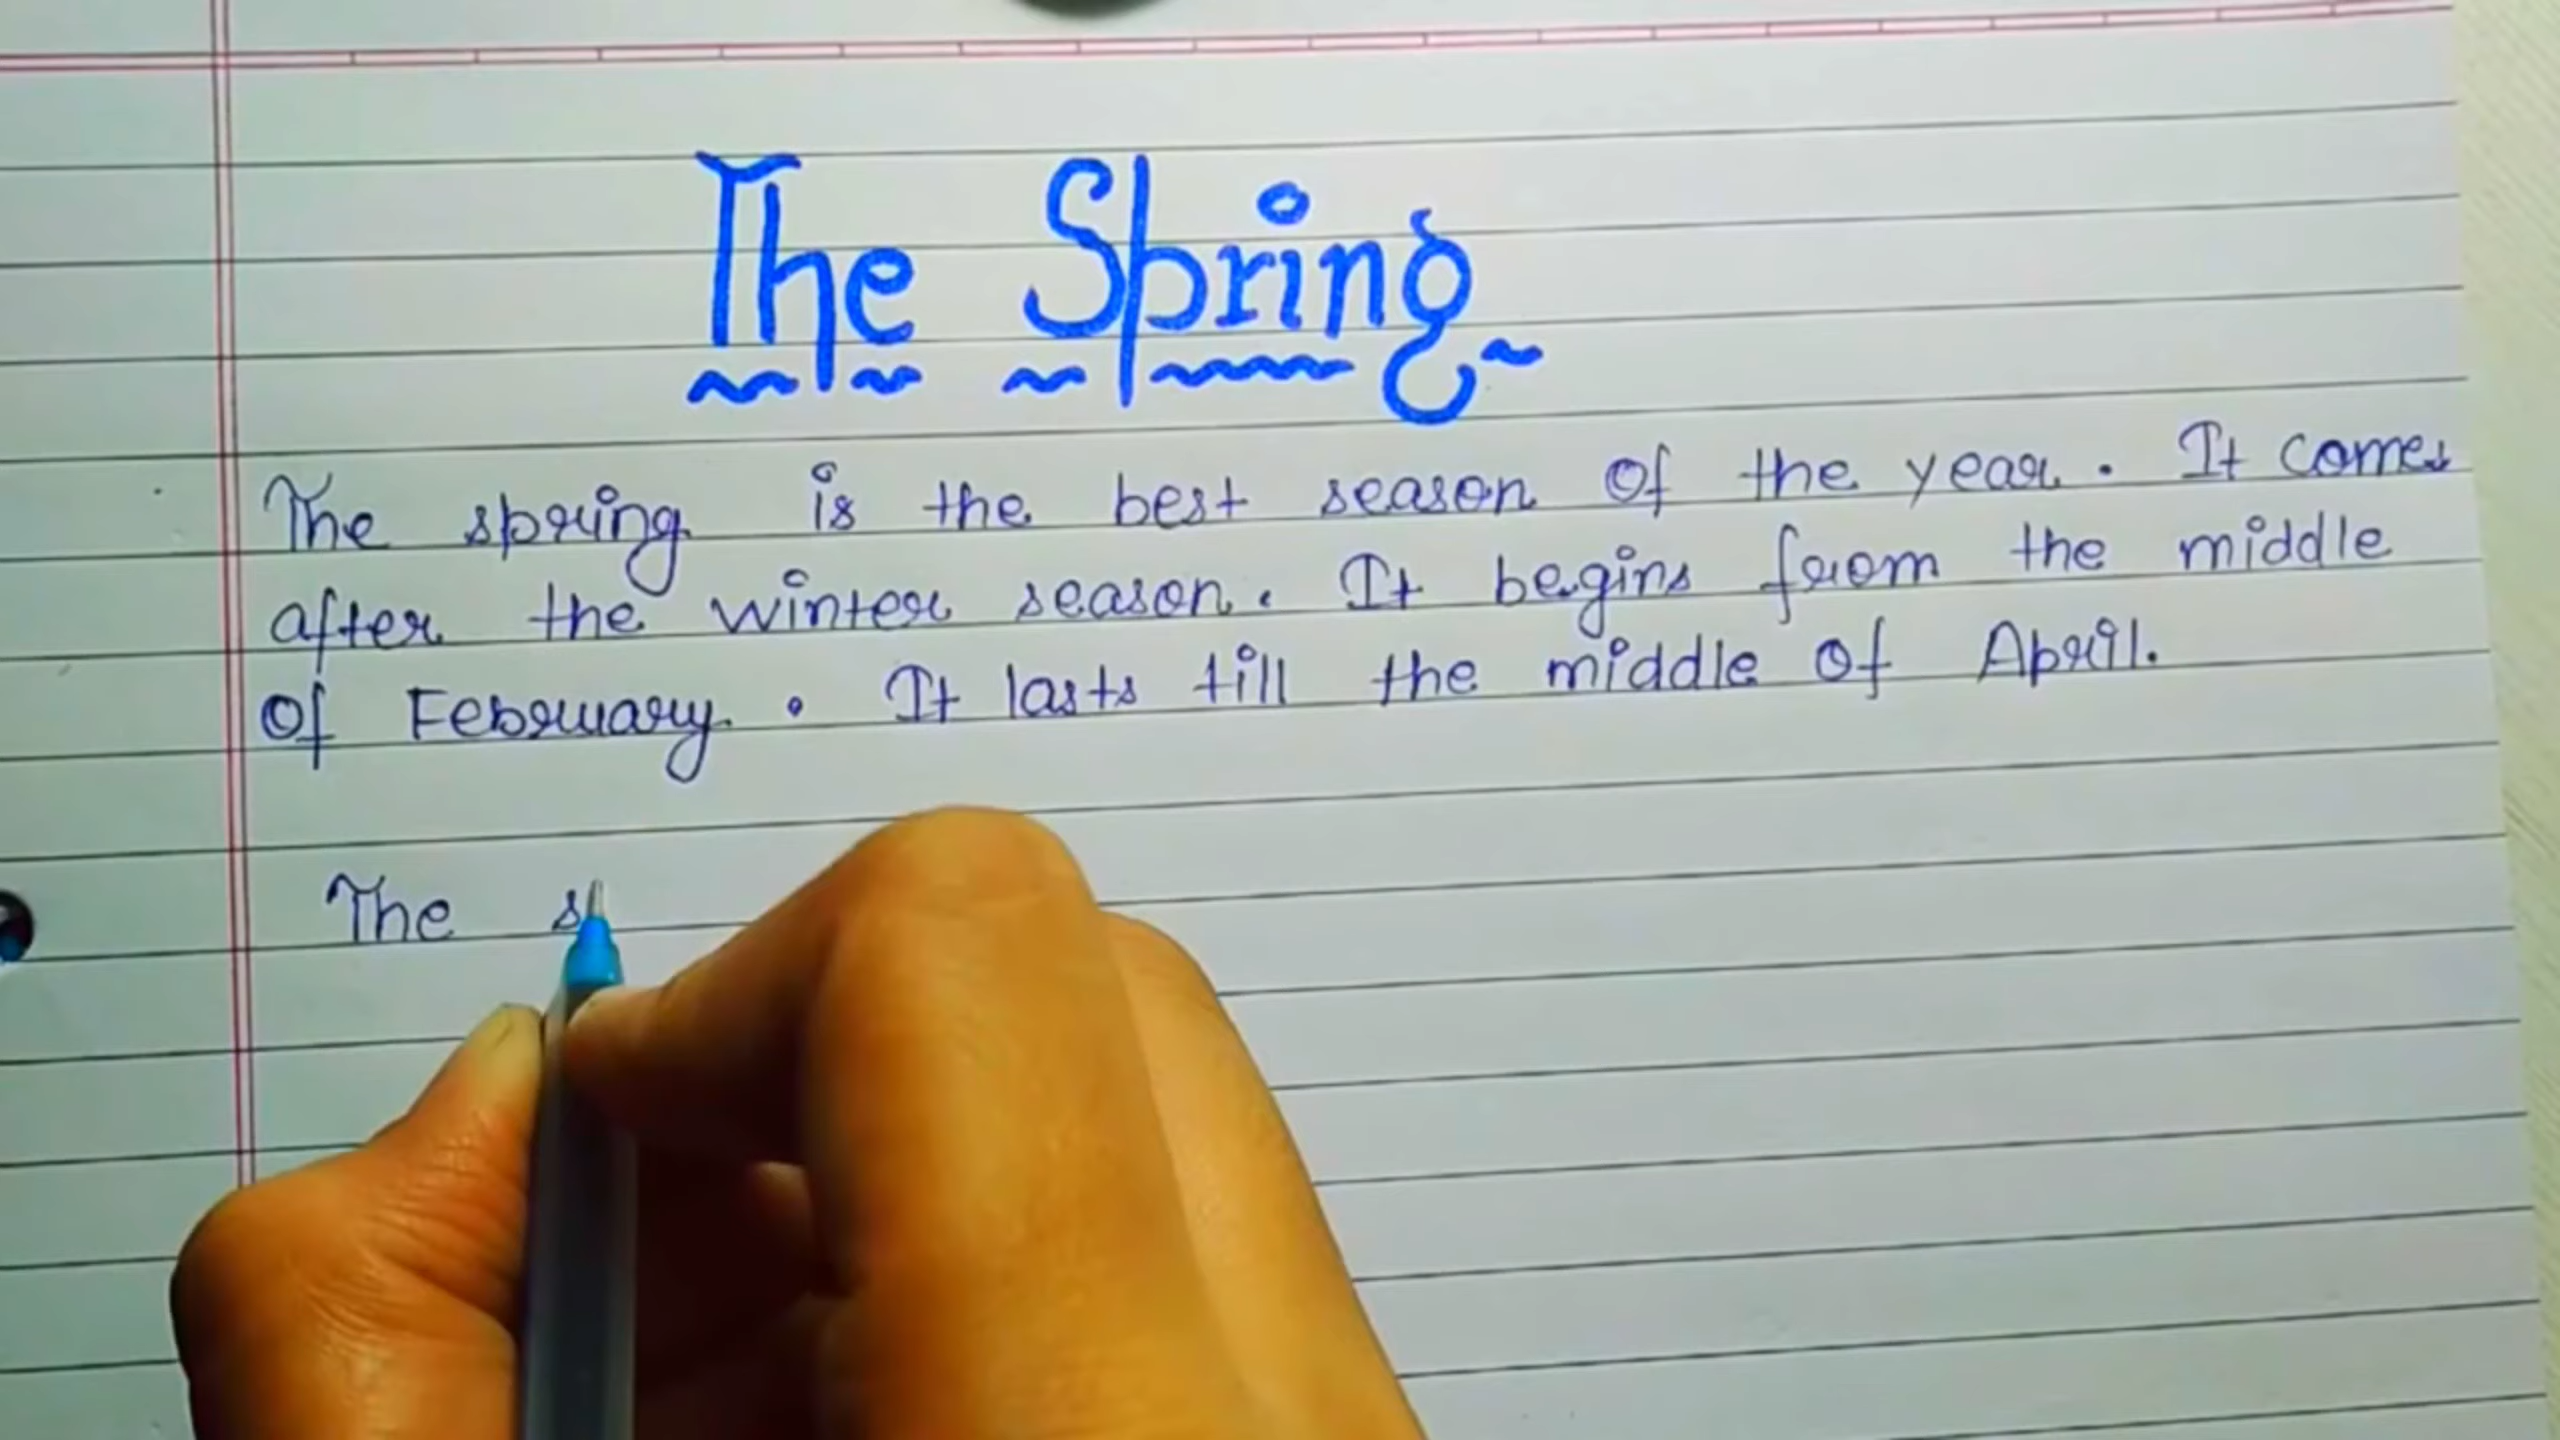 The Spring
The spring is the best season of the year. It comes
after the winter season. It begins from the middle
of February. It lasts till the middle of April.
The s